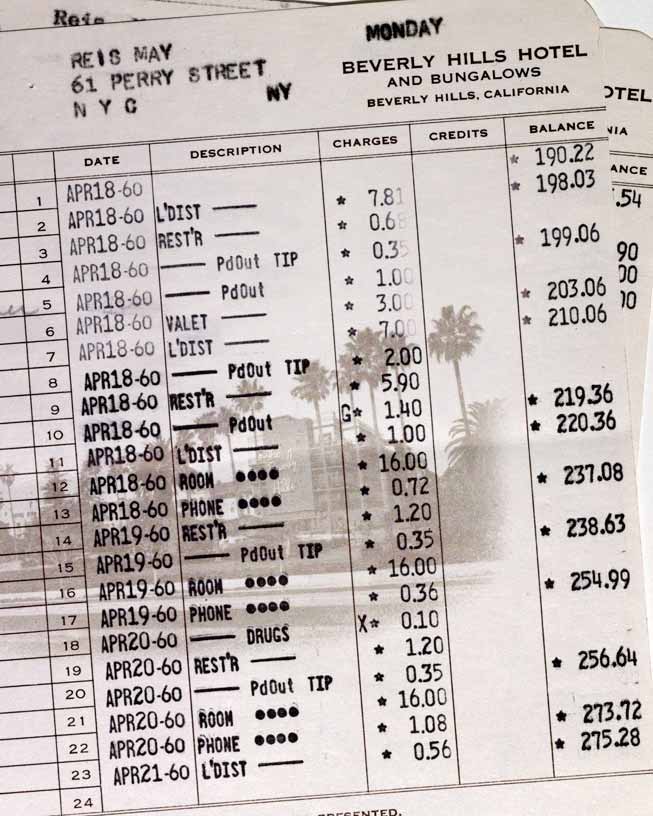 Reis
MONDAY
REIS MAY
61 PERRY STREET
N Y C NY
BEVERLY HILLS HOTEL
AND BUNGALOWS
BEVERLY HILLS, CALIFORNIA
DATE DESCRIPTION CHARGES CREDITS BALANCE
1 APR18-60 * 190.22
2 APR18-60 L'DIST —— * 7.81 * 198.03
3 APR18-60 REST'R —— * 0.68
4 APR18-60 —— PdOut TIP * 0.35 * 199.06
5 APR18-60 —— PdOut * 1.00
6 APR18-60 VALET —— * 3.00 * 203.06
7 APR18-60 L'DIST —— * 7.00 * 210.06
8 APR18-60 —— PdOut TIP * 2.00
9 APR18-60 REST'R —— * 5.90
10 APR18-60 —— PdOut G* 1.40 * 219.36
11 APR18-60 L'DIST —— * 1.00 * 220.36
12 APR18-60 ROOM •••• * 16.00
13 APR18-60 PHONE •••• * 0.72 * 237.08
14 APR19-60 REST'R —— * 1.20
15 APR19-60 —— PdOut TIP * 0.35 * 238.63
16 APR19-60 ROOM •••• * 16.00
17 APR19-60 PHONE •••• * 0.36 * 254.99
18 APR20-60 —— DRUGS X* 0.10
19 APR20-60 REST'R —— * 1.20
20 APR20-60 —— PdOut TIP * 0.35 * 256.64
21 APR20-60 ROOM •••• * 16.00
22 APR20-60 PHONE •••• * 1.08 * 273.72
23 APR21-60 L'DIST —— * 0.56 * 275.28
24
PRESENTED.
OTEL
NIA
ANCE
.54
90
00
10